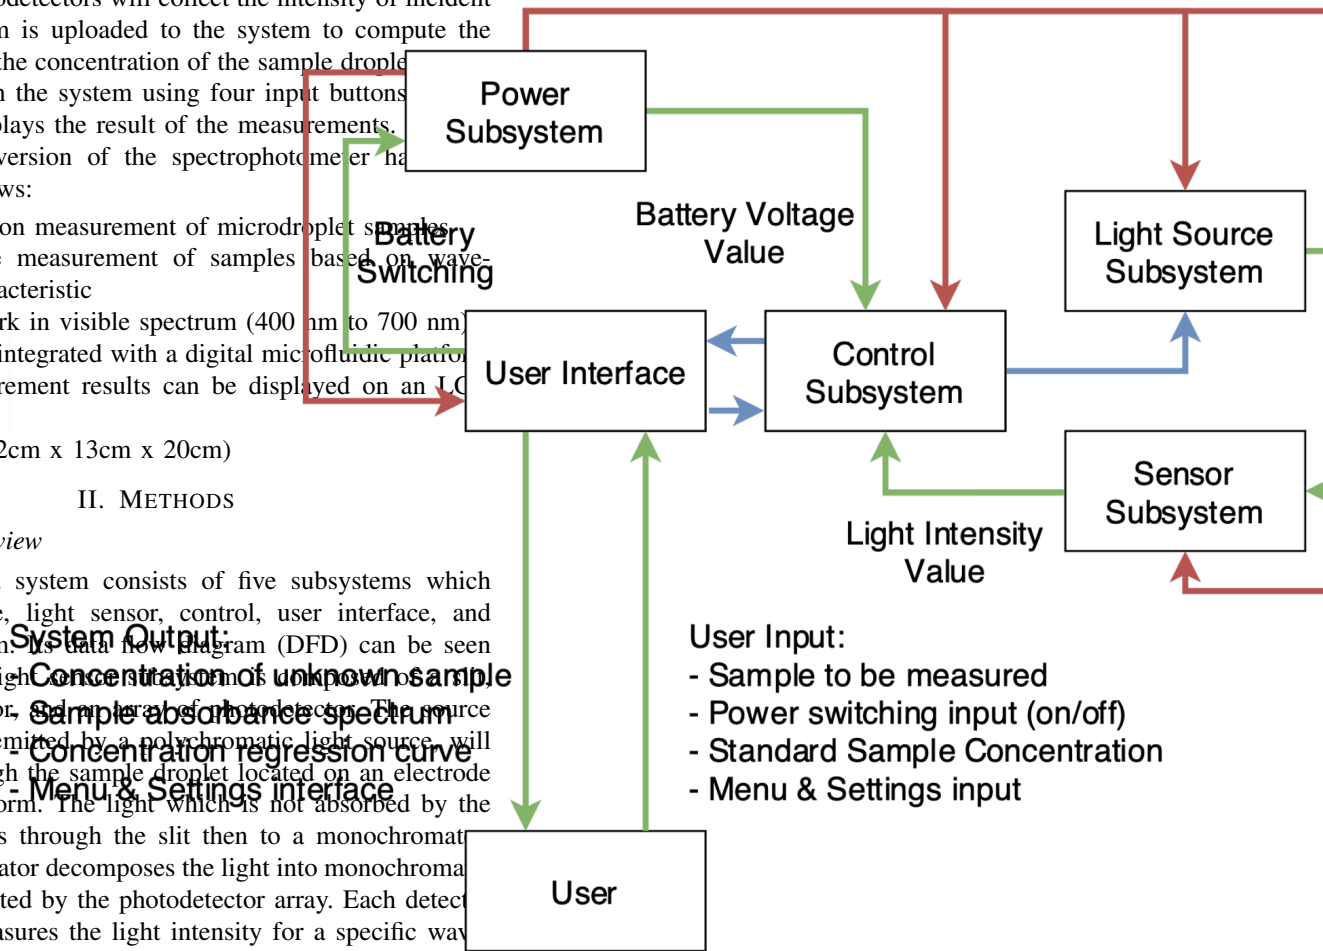 odetectors will collect the intensity of incident
m is uploaded to the system to compute the
the concentration of the sample drople
n the system using four input buttons
plays the result of the measurements.
version of the spectrophotometer ha
ws:
on measurement of microdroplet samples
e measurement of samples based on wave-
acteristic
rk in visible spectrum (400 nm to 700 nm)
integrated with a digital microfluidic platfor
rement results can be displayed on an LC
2cm x 13cm x 20cm)
II. METHODS
view
system consists of five subsystems which
e, light sensor, control, user interface, and
n. Its data flow diagram (DFD) can be seen
ight sensor subsystem is composed of a slit,
or, and an array of photodetector. The source
emitted by a polychromatic light source, will
gh the sample droplet located on an electrode
orm. The light which is not absorbed by the
s through the slit then to a monochromat
ator decomposes the light into monochroma
ted by the photodetector array. Each detect
asures the light intensity for a specific wav
Power
Subsystem
Battery
Switching
Battery Voltage
Value
Light Source
Subsystem
User Interface
Control
Subsystem
Sensor
Subsystem
Light Intensity
Value
System Output:
- Concentration of unknown sample
- Sample absorbance spectrum
- Concentration regression curve
- Menu & Settings interface
User Input:
- Sample to be measured
- Power switching input (on/off)
- Standard Sample Concentration
- Menu & Settings input
User